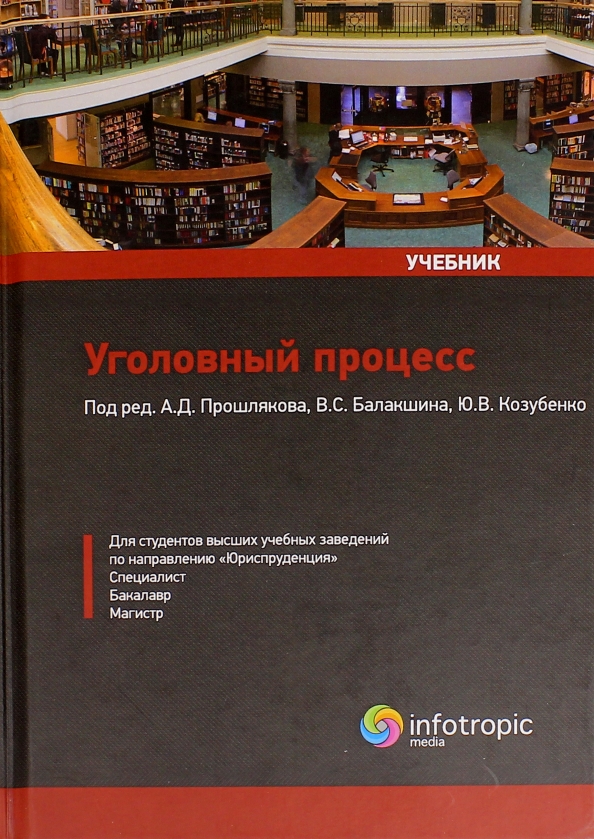 УЧЕБНИК
Уголовный процесс
Под ред. А.Д. Прошлякова, В.С. Балакшина, Ю.В. Козубенко
Для студентов высших учебных заведений
по направлению «Юриспруденция»
Специалист
Бакалавр
Магистр
infotropic
media